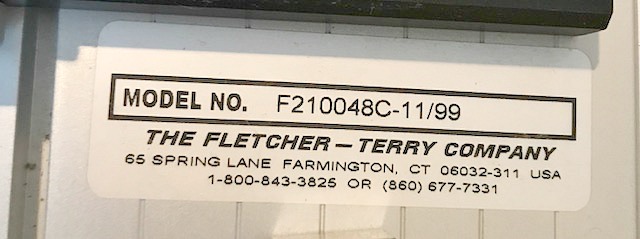 MODEL NO. F210048C-11/99
THE FLETCHER – TERRY COMPANY
65 SPRING LANE FARMINGTON, CT 06032-311 USA
1-800-843-3825 OR (860) 677-7331